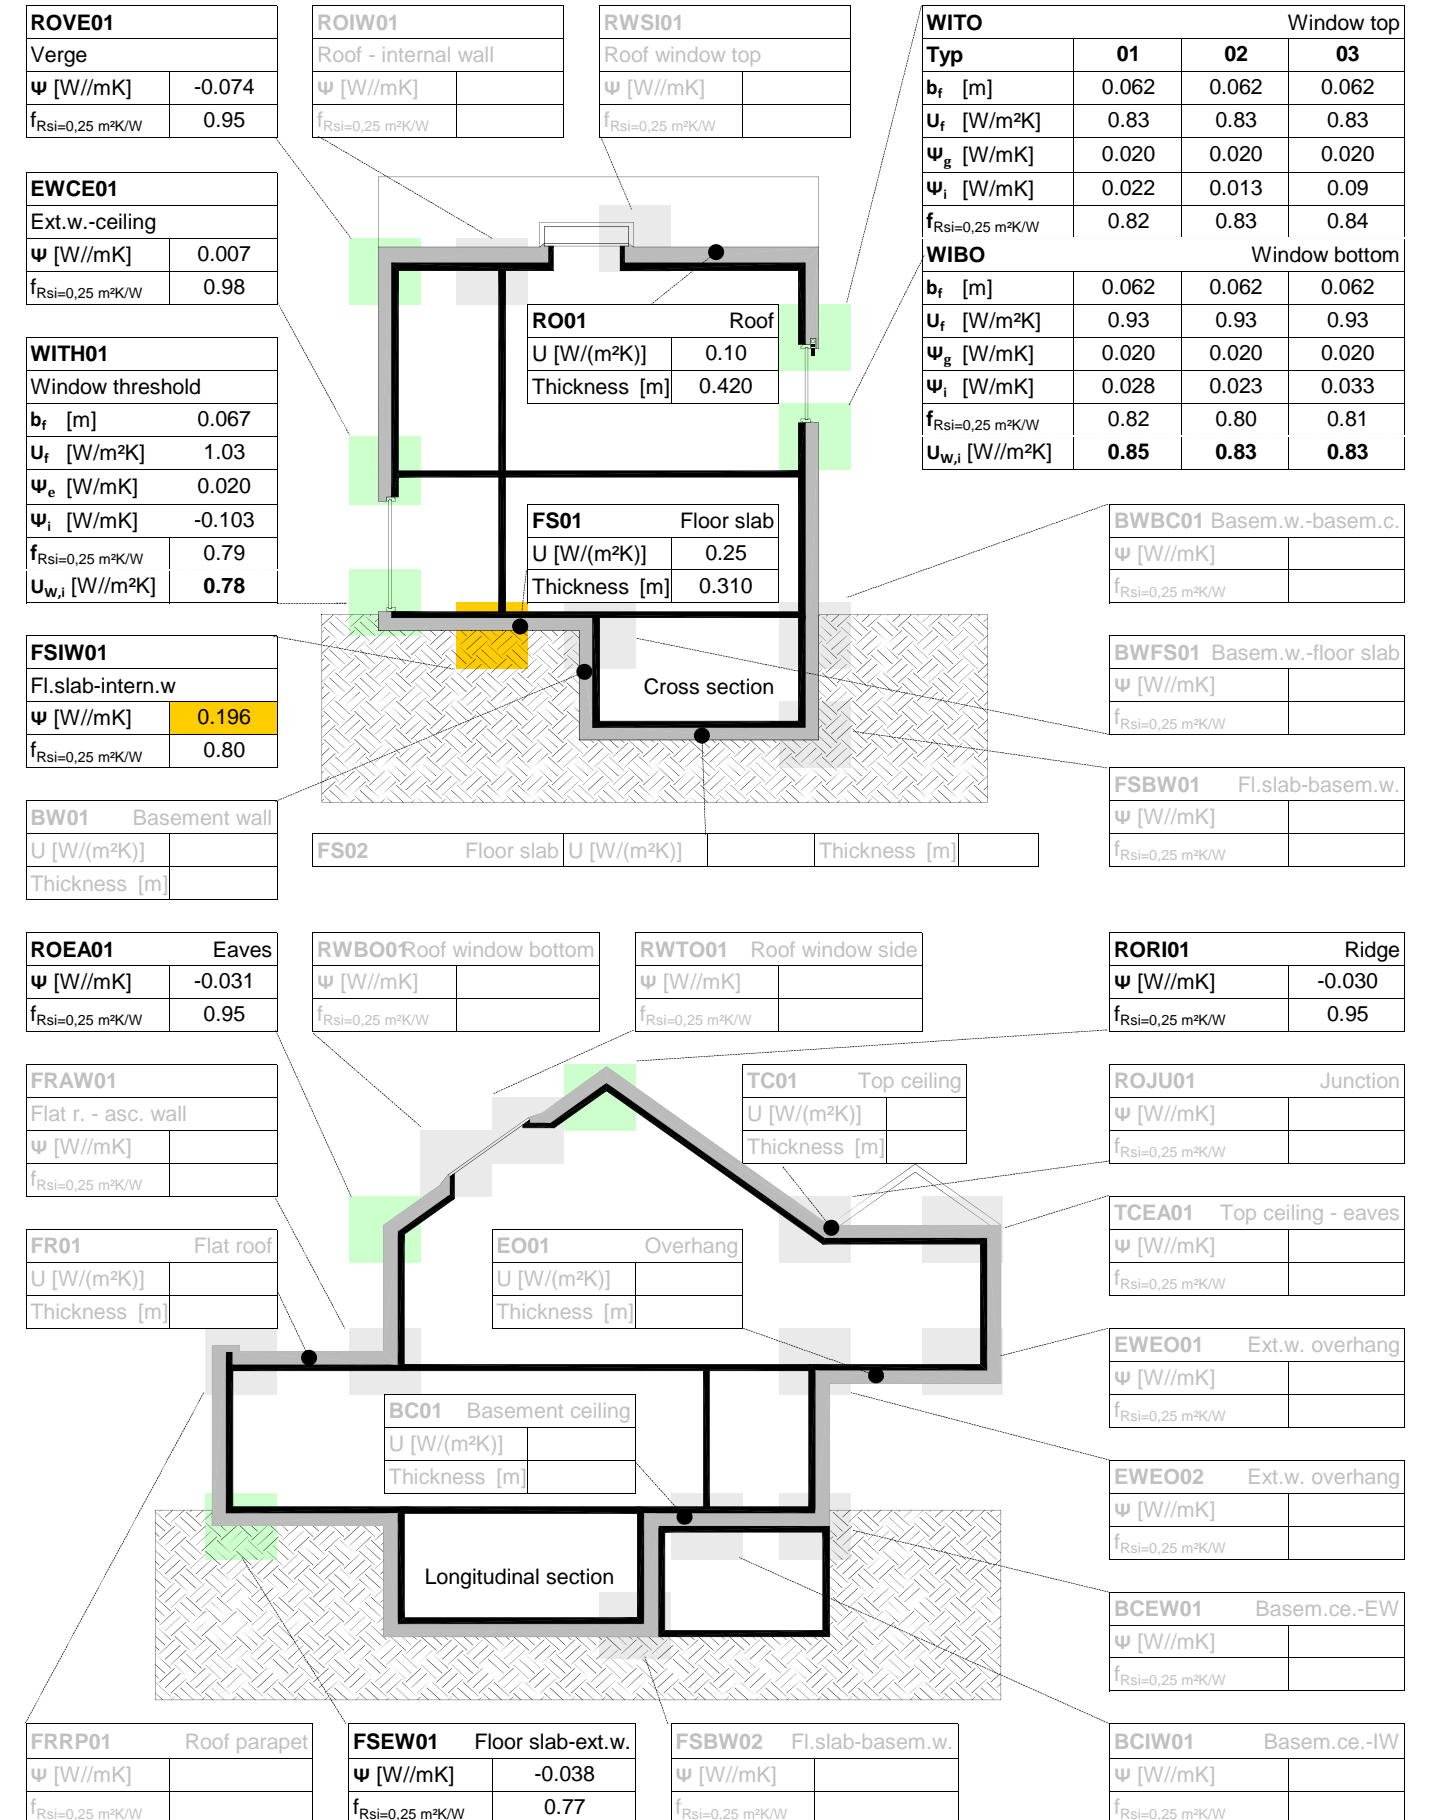 ROVE01
Verge
Ψ [W//mK] -0.074
fRsi=0,25 m²K/W 0.95
ROIW01
Roof - internal wall
Ψ [W//mK]
fRsi=0,25 m²K/W
RWSI01
Roof window top
Ψ [W//mK]
fRsi=0,25 m²K/W
WITO Window top
Typ 01 02 03
bf [m] 0.062 0.062 0.062
Uf [W/m²K] 0.83 0.83 0.83
Ψg [W/mK] 0.020 0.020 0.020
Ψi [W/mK] 0.022 0.013 0.09
fRsi=0,25 m²K/W 0.82 0.83 0.84
WIBO Window bottom
bf [m] 0.062 0.062 0.062
Uf [W/m²K] 0.93 0.93 0.93
Ψg [W/mK] 0.020 0.020 0.020
Ψi [W/mK] 0.028 0.023 0.033
fRsi=0,25 m²K/W 0.82 0.80 0.81
UW,i [W//m²K] 0.85 0.83 0.83
EWCE01
Ext.w.-ceiling
Ψ [W//mK] 0.007
fRsi=0,25 m²K/W 0.98
RO01 Roof
U [W/(m²K)] 0.10
Thickness [m] 0.420
WITH01
Window threshold
bf [m] 0.067
Uf [W/m²K] 1.03
Ψe [W/mK] 0.020
Ψi [W/mK] -0.103
fRsi=0,25 m²K/W 0.79
UW,i [W//m²K] 0.78
FS01 Floor slab
U [W/(m²K)] 0.25
Thickness [m] 0.310
BWBC01 Basem.w.-basem.c.
Ψ [W//mK]
fRsi=0,25 m²K/W
FSIW01
Fl.slab-intern.w
Ψ [W//mK] 0.196
fRsi=0,25 m²K/W 0.80
Cross section
BWFS01 Basem.w.-floor slab
Ψ [W//mK]
fRsi=0,25 m²K/W
FSBW01 Fl.slab-basem.w.
Ψ [W//mK]
fRsi=0,25 m²K/W
BW01 Basement wall
U [W/(m²K)]
Thickness [m]
FS02 Floor slab U [W/(m²K)] Thickness [m]
ROEA01 Eaves
Ψ [W//mK] -0.031
fRsi=0,25 m²K/W 0.95
RWBO01 Roof window bottom
Ψ [W//mK]
fRsi=0,25 m²K/W
RWTO01 Roof window side
Ψ [W//mK]
fRsi=0,25 m²K/W
RORI01 Ridge
Ψ [W//mK] -0.030
fRsi=0,25 m²K/W 0.95
FRAW01
Flat r. - asc. wall
Ψ [W//mK]
fRsi=0,25 m²K/W
TC01 Top ceiling
U [W/(m²K)]
Thickness [m]
ROJU01 Junction
Ψ [W//mK]
fRsi=0,25 m²K/W
FR01 Flat roof
U [W/(m²K)]
Thickness [m]
EO01 Overhang
U [W/(m²K)]
Thickness [m]
TCEA01 Top ceiling - eaves
Ψ [W//mK]
fRsi=0,25 m²K/W
EWEO01 Ext.w. overhang
Ψ [W//mK]
fRsi=0,25 m²K/W
BC01 Basement ceiling
U [W/(m²K)]
Thickness [m]
EWEO02 Ext.w. overhang
Ψ [W//mK]
fRsi=0,25 m²K/W
Longitudinal section
BCEW01 Basem.ce.-EW
Ψ [W//mK]
fRsi=0,25 m²K/W
FRRP01 Roof parapet
Ψ [W//mK]
fRsi=0,25 m²K/W
FSEW01 Floor slab-ext.w.
Ψ [W//mK] -0.038
fRsi=0,25 m²K/W 0.77
FSBW02 Fl.slab-basem.w.
Ψ [W//mK]
fRsi=0,25 m²K/W
BCIW01 Basem.ce.-IW
Ψ [W//mK]
fRsi=0,25 m²K/W